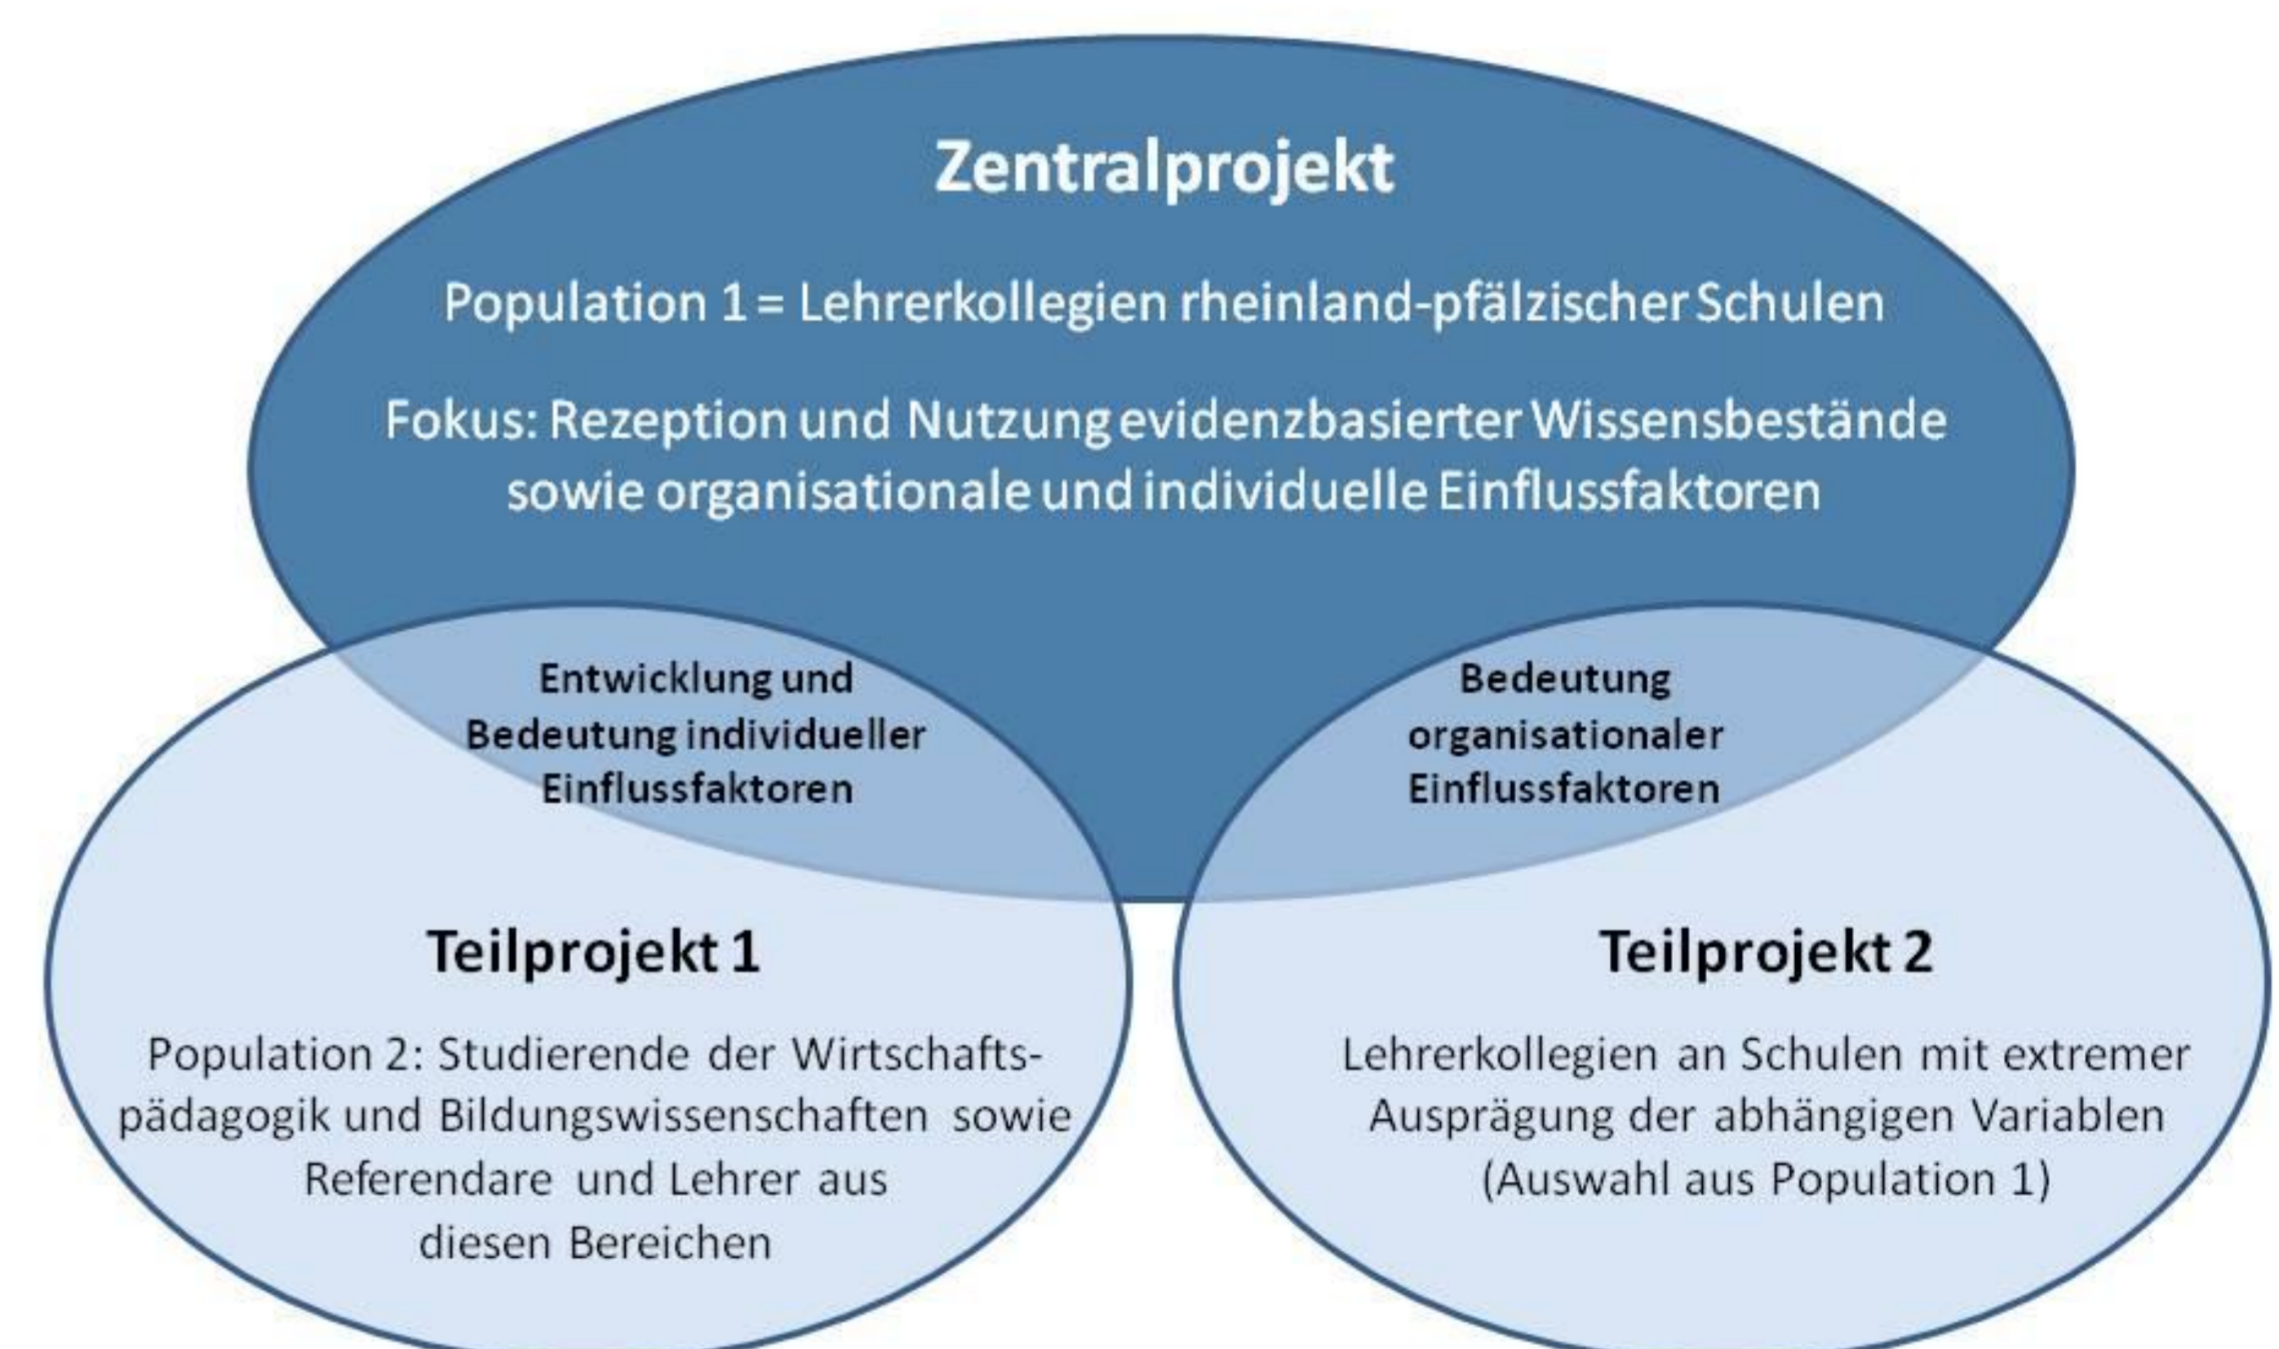 Zentralprojekt
Population 1 = Lehrerkollegien rheinland-pfälzischer Schulen
Fokus: Rezeption und Nutzung evidenzbasierter Wissensbestände
sowie organisationale und individuelle Einflussfaktoren
Entwicklung und
Bedeutung individueller
Einflussfaktoren
Bedeutung
organisationaler
Einflussfaktoren
Teilprojekt 1
Population 2: Studierende der Wirtschafts-
pädagogik und Bildungswissenschaften sowie
Referendare und Lehrer aus
diesen Bereichen
Teilprojekt 2
Lehrerkollegien an Schulen mit extremer
Ausprägung der abhängigen Variablen
(Auswahl aus Population 1)